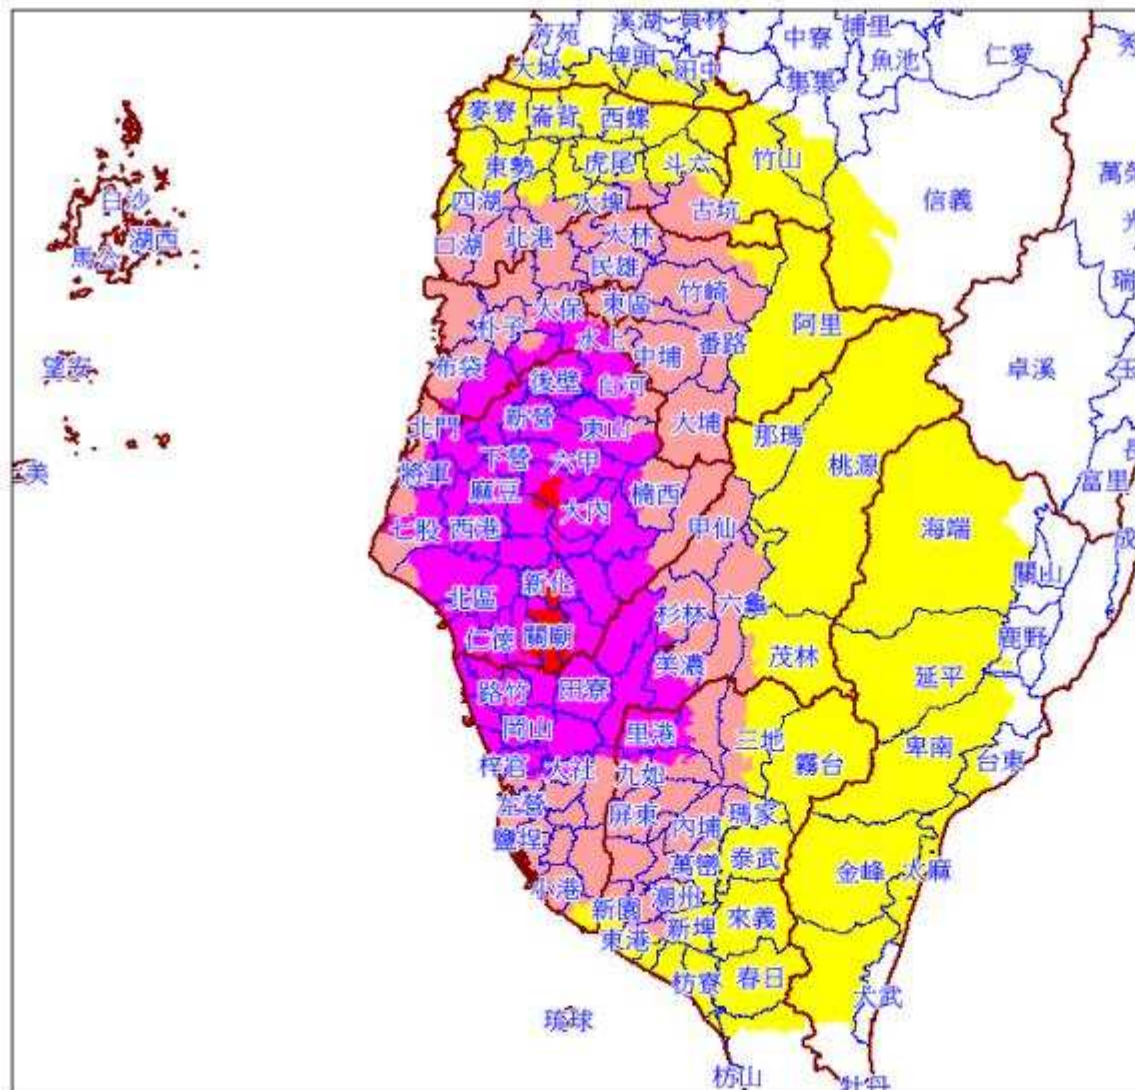 溪湖 員林
芳苑 中寮 埔里
仁愛 秀
大城 埤頭 田中 集集 魚池
麥寮 崙背 西螺
竹山
東勢 虎尾 斗六
萬榮
白沙 四湖 大埤 古坑 信義
光
馬公 湖西 口湖 北港 大林
民雄 瑞
竹崎
朴子 太保 東區
水上 中埔 番路 阿里
望安 布袋 後壁 白河 卓溪 玉
北門 新營 東山 大埔 那瑪
長
美 將軍 下營 六甲 桃源
麻豆 大內 楠西 富里
七股 西港 甲仙 海端 成
關山
北區 新化 六龜
仁德 關廟 杉林 鹿野
美濃 茂林
路竹 田寮 延平
岡山 里港 三地 卑南
梓官 大社 九如 霧台 台東
左營 屏東 瑪家
鹽埕 內埔
萬巒 泰武 金峰 太麻
小港 潮州
新園 新埤 來義
東港
枋寮 春日 大武
琉球
枋山 牡丹